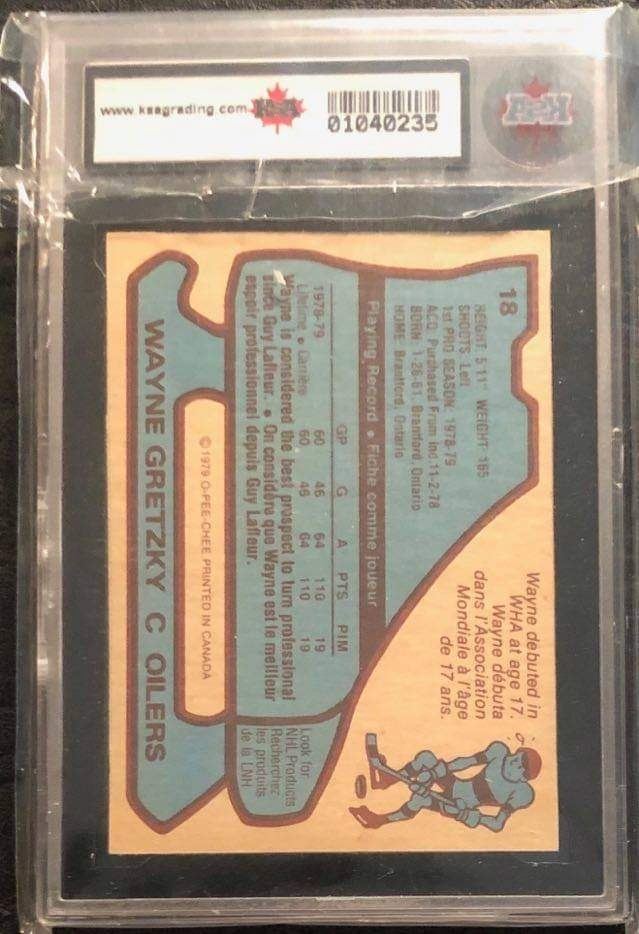 www.ksagrading.com
KSA
01040235
KSA
18
HEIGHT: 5'11" WEIGHT: 165
SHOOTS: Left
1st PRO SEASON: 1978-79
ACQ: Purchased From Ind 11-2-78
BORN: 1-26-61, Brantford, Ontario
HOME: Brantford, Ontario
Wayne debuted in
WHA at age 17.
Wayne débuta
dans l'Association
Mondiale à l'âge
de 17 ans.
Playing Record • Fiche comme joueur
GP G A PTS PIM
1978-79 60 46 64 110 19
Lifetime • Carrière 60 46 64 110 19
Wayne is considered the best prospect to turn professional
since Guy Lafleur. • On considère que Wayne est le meilleur
espoir professionnel depuis Guy Lafleur.
Look for
NHL Products
Recherchez
les produits
de la LNH
© 1979 O-PEE-CHEE PRINTED IN CANADA
WAYNE GRETZKY C OILERS